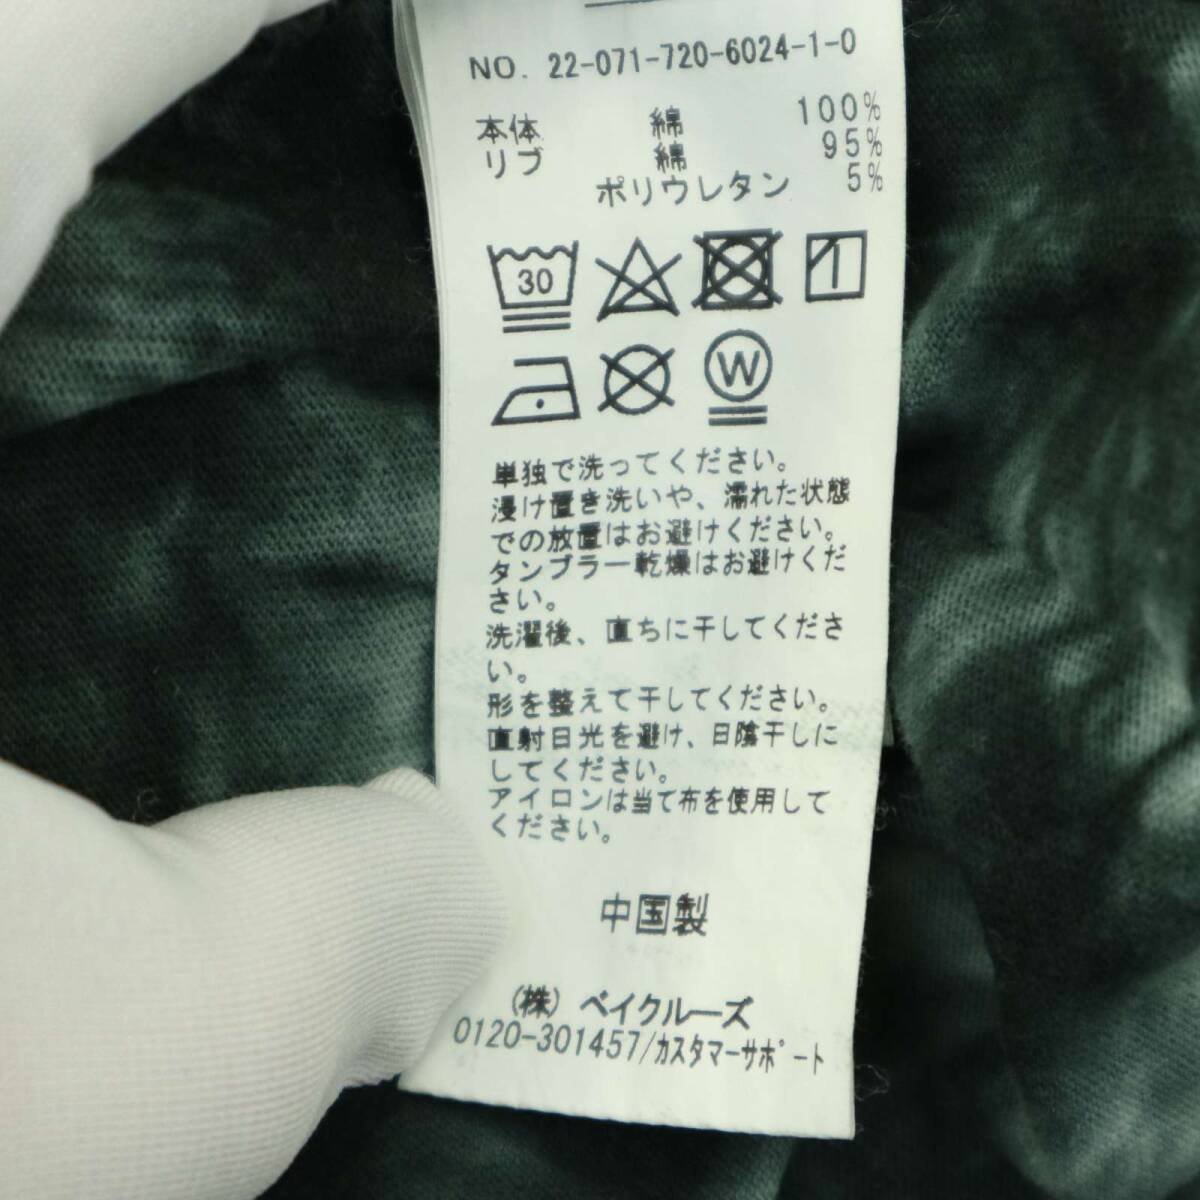 NO. 22-071-720-6024-1-0
本体 綿 100%
リブ 綿 95%
ポリウレタン 5%
30
W
単独で洗ってください。
浸け置き洗いや、濡れた状態
での放置はお避けください。
タンブラー乾燥はお避けくだ
さい。
洗濯後、直ちに干してくださ
い。
形を整えて干してください。
直射日光を避け、日陰干しに
してください。
アイロンは当て布を使用して
ください。
中国製
(株) ベイクルーズ
0120-301457/カスタマーサポート